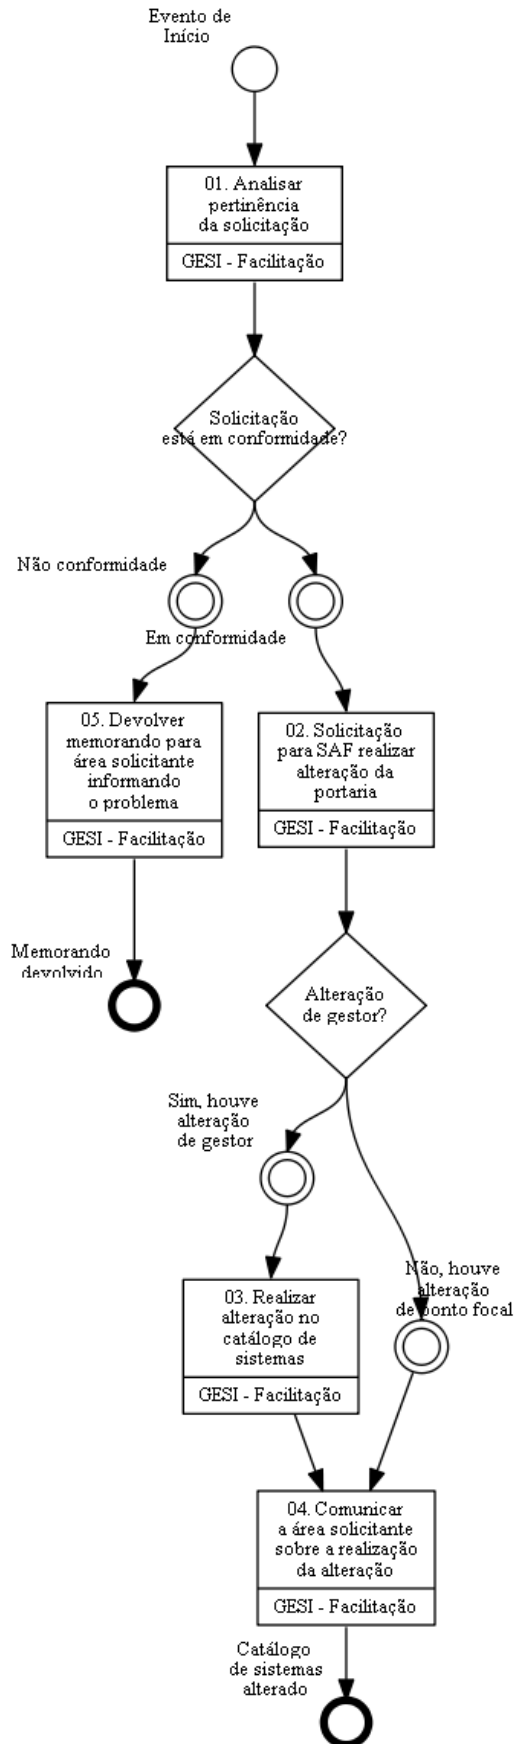 Evento de
Início
01. Analisar
pertinência
da solicitação
GESI - Facilitação
Solicitação
está em conformidade?
Não conformidade
Em conformidade
05. Devolver
memorando para
área solicitante
informando
o problema
GESI - Facilitação
02. Solicitação
para SAF realizar
alteração da
portaria
GESI - Facilitação
Memorando
devolvido
Alteração
de gestor?
Sim, houve
alteração
de gestor
Não, houve
alteração
de ponto focal
03. Realizar
alteração no
catálogo de
sistemas
GESI - Facilitação
04. Comunicar
a área solicitante
sobre a realização
da alteração
GESI - Facilitação
Catálogo
de sistemas
alterado